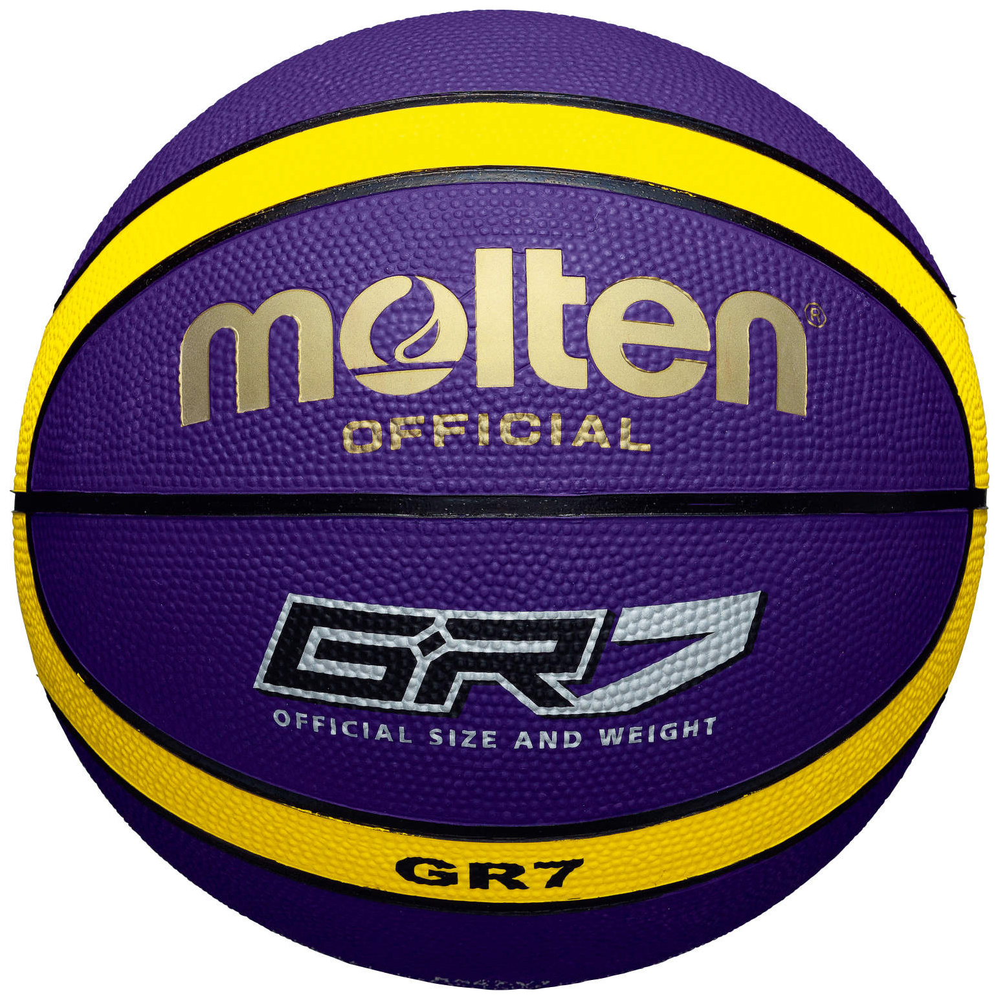 molten®
OFFICIAL
GR7
OFFICIAL SIZE AND WEIGHT
GR7